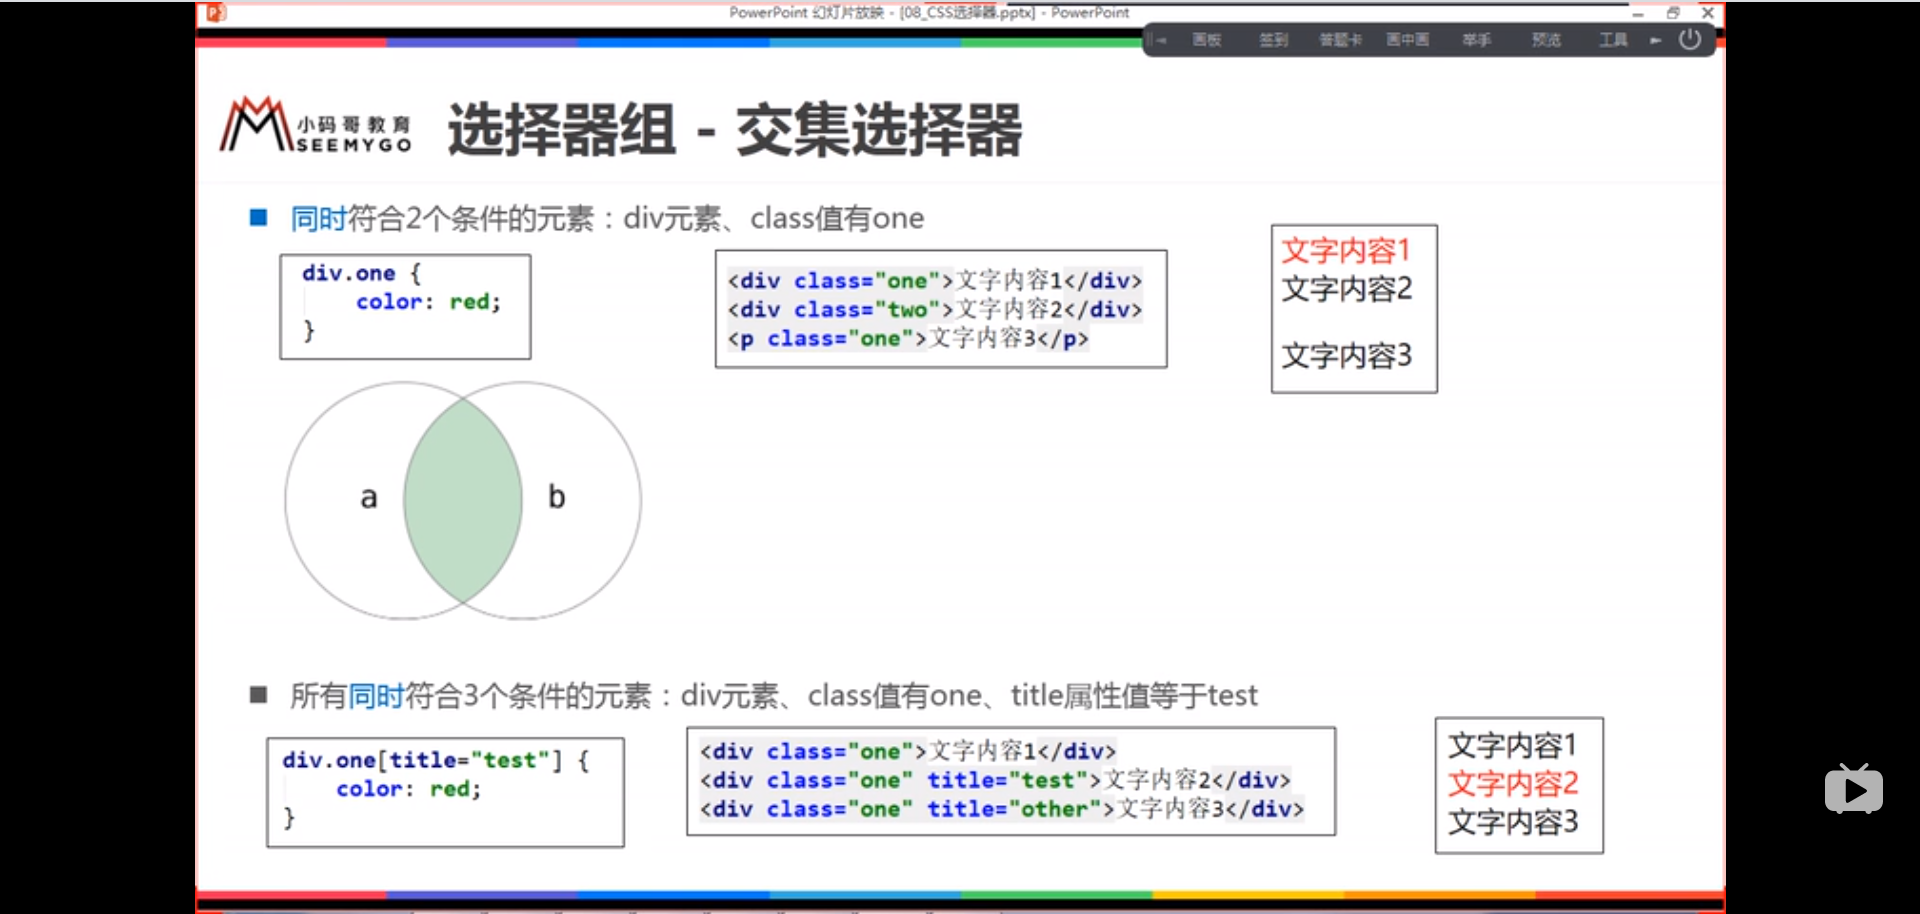 PowerPoint 幻灯片放映 - [08_CSS选择器.pptx] - PowerPoint
画板 签到 答题卡 画中画 举手 预览 工具
小码哥教育
SEEMYGO
选择器组 - 交集选择器
同时符合2个条件的元素：div元素、class值有one
div.one {
color: red;
}
<div class="one">文字内容1</div>
<div class="two">文字内容2</div>
<p class="one">文字内容3</p>
文字内容1
文字内容2
文字内容3
a
b
所有同时符合3个条件的元素：div元素、class值有one、title属性值等于test
div.one[title="test"] {
color: red;
}
<div class="one">文字内容1</div>
<div class="one" title="test">文字内容2</div>
<div class="one" title="other">文字内容3</div>
文字内容1
文字内容2
文字内容3